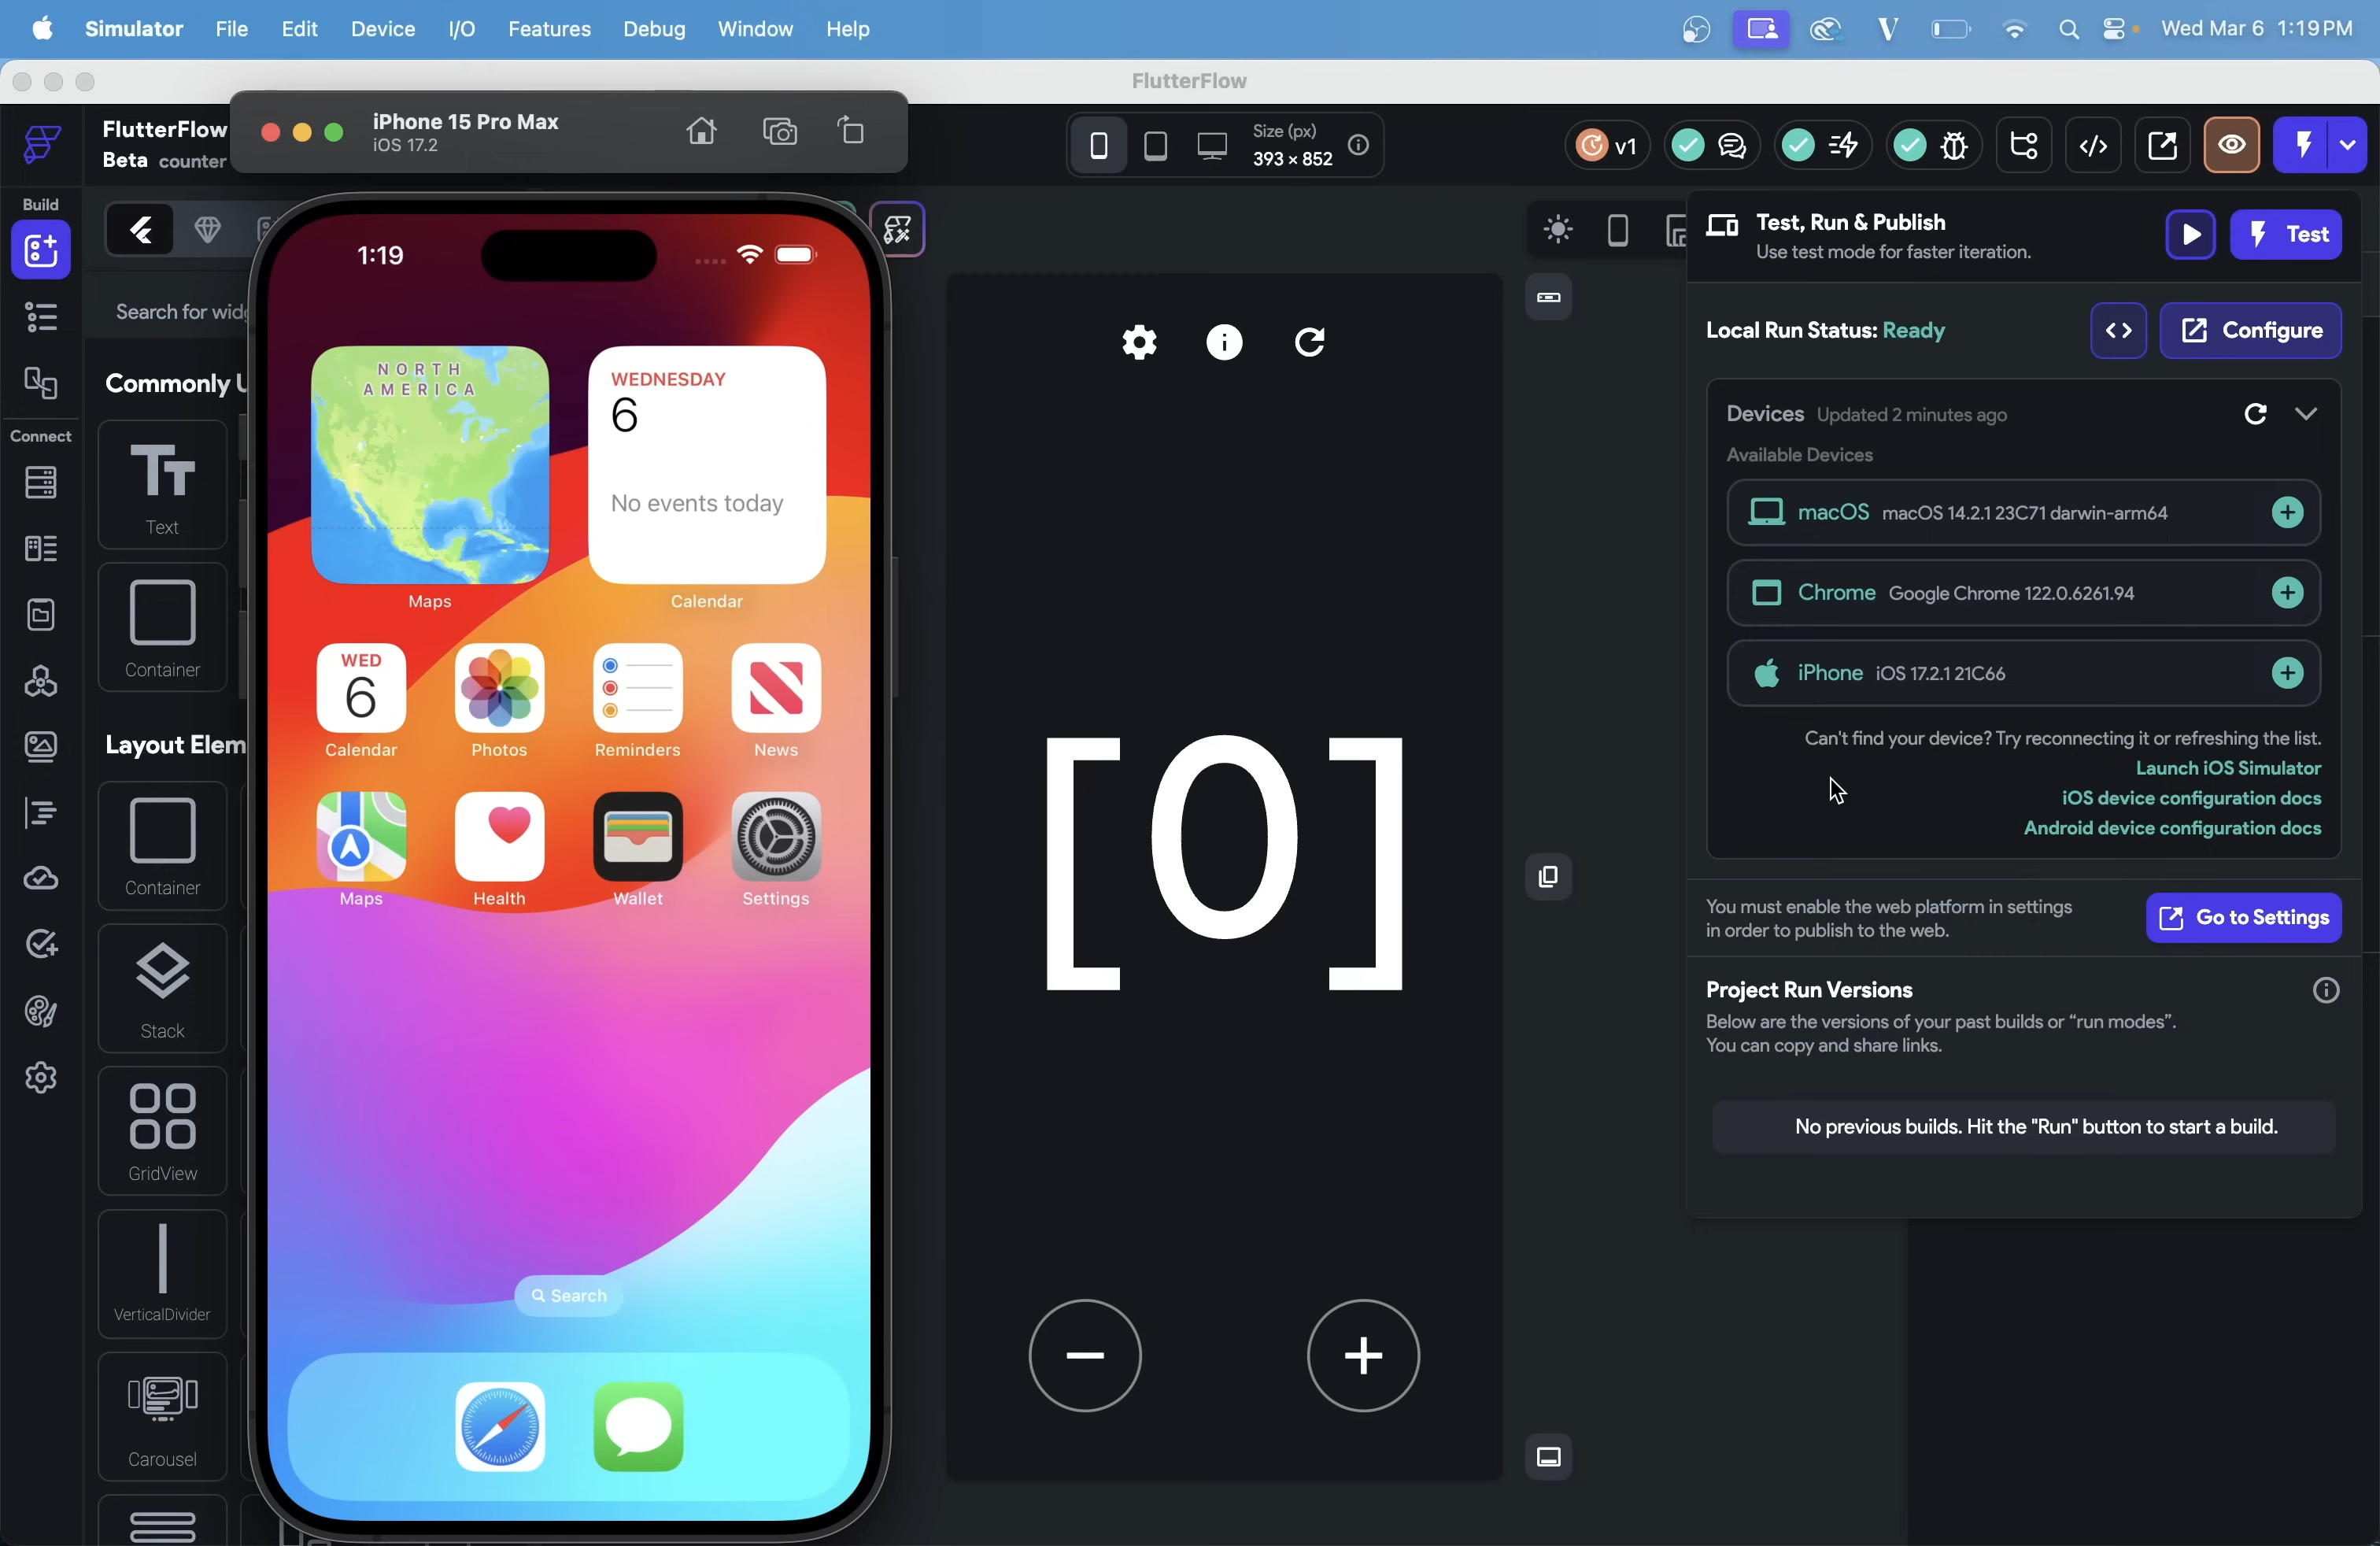 Simulator File Edit Device I/O Features Debug Window Help
Wed Mar 6 1:19 PM
FlutterFlow
FlutterFlow
Beta counter
iPhone 15 Pro Max
iOS 17.2
Size (px)
393 × 852
v1
Build
Search for
Commonly
Connect
Text
Container
Layout
Container
Stack
GridView
VerticalDivider
Carousel
1:19
NORTH
AMERICA
Maps
WEDNESDAY
6
No events today
Calendar
WED
6
Calendar
Photos
Reminders
News
Maps
Health
Wallet
Settings
Search
[0]
Test, Run & Publish
Use test mode for faster iteration.
Test
Local Run Status: Ready
Configure
Devices Updated 2 minutes ago
Available Devices
macOS macOS 14.2.1 23C71 darwin-arm64
Chrome Google Chrome 122.0.6261.94
iPhone iOS 17.2.1 21C66
Can't find your device? Try reconnecting it or refreshing the list.
Launch iOS Simulator
iOS device configuration docs
Android device configuration docs
You must enable the web platform in settings
in order to publish to the web.
Go to Settings
Project Run Versions
Below are the versions of your past builds or “run modes”.
You can copy and share links.
No previous builds. Hit the "Run" button to start a build.